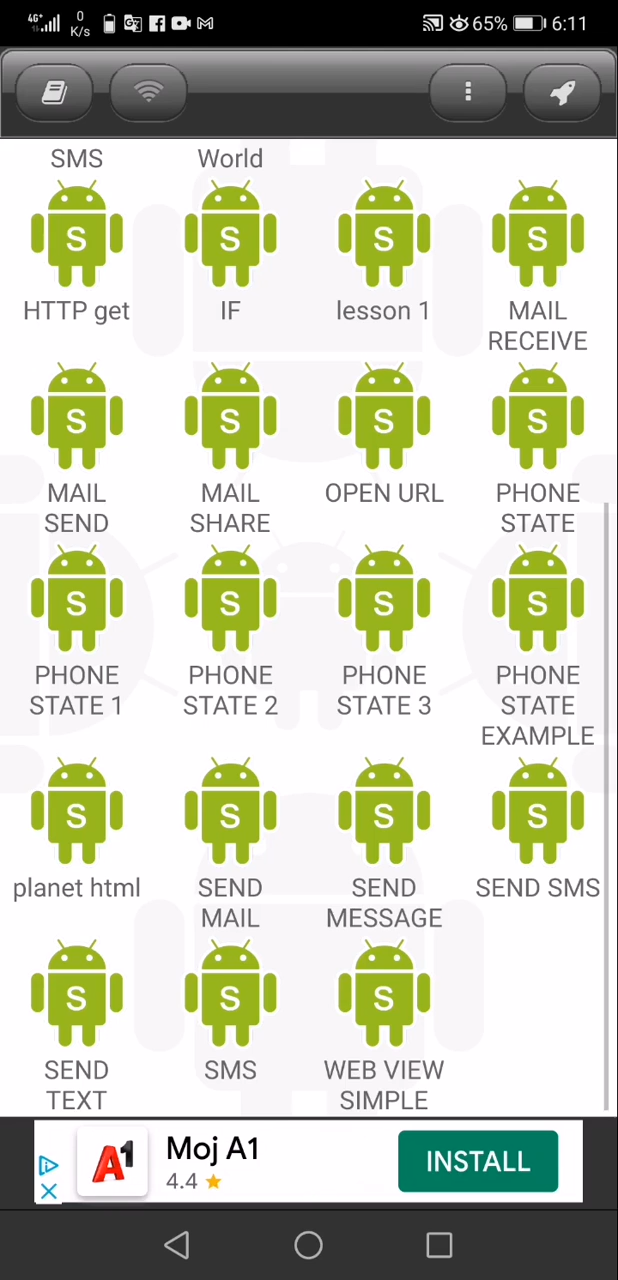 4G+ 0 K/s 65% 6:11
SMS World
S S S S
HTTP get IF lesson 1 MAIL
RECEIVE
S S S S
MAIL MAIL OPEN URL PHONE
SEND SHARE STATE
S S S S
PHONE PHONE PHONE PHONE
STATE 1 STATE 2 STATE 3 STATE
EXAMPLE
S S S S
planet html SEND SEND SEND SMS
MAIL MESSAGE
S S S
SEND SMS WEB VIEW
TEXT SIMPLE
A1 Moj A1 INSTALL
4.4